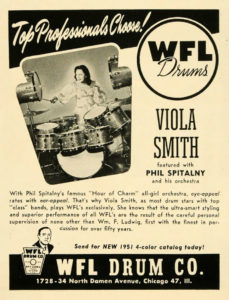 Top Professionals Choose!
WFL
Drums
VIOLA
SMITH
featured with
PHIL SPITALNY
and his orchestra
With Phil Spitalny's famous "Hour of Charm" all-girl orchestra, eye-appeal
rates with ear-appeal. That's why Viola Smith, as most drum stars with top
"class" bands, plays WFL's exclusively. She knows that the ultra-smart styling
and superior performance of all WFL's are the result of the careful personal
supervision of none other than Wm. F. Ludwig, first with the finest in per-
cussion for over fifty years.
Send for NEW 1951 4-color catalog today!
WFL
DRUM CO.
WFL DRUM CO.
1728-34 North Damen Avenue, Chicago 47, Ill.